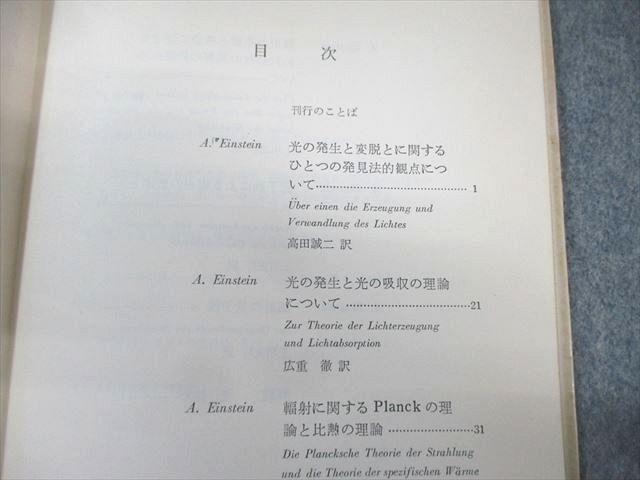 目 次
刊行のことば
A. Einstein 光の発生と変脱とに関する
ひとつの発見法的観点につ
いて………………………………… 1
Über einen die Erzeugung und
Verwandlung des Lichtes
高田誠二 訳
A. Einstein 光の発生と光の吸収の理論
について………………………………21
Zur Theorie der Lichterzeugung
und Lichtabsorption
広重 徹 訳
A. Einstein 輻射に関する Planck の理
論と比熱の理論 ……………………31
Die Plancksche Theorie der Strahlung
und die Theorie der spezifischen Wärme